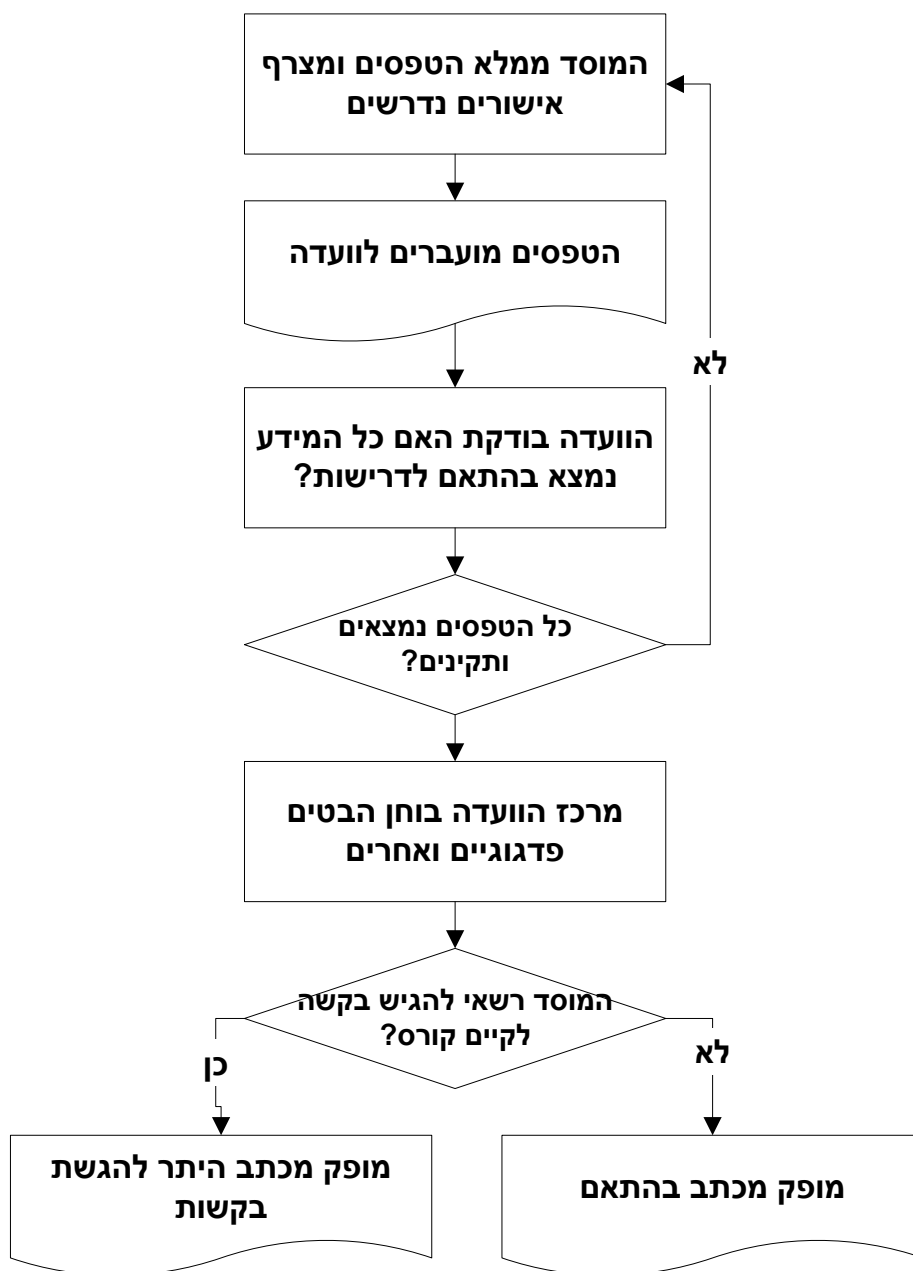 המוסד ממלא הטפסים ומצרף
אישורים נדרשים
הטפסים מועברים לוועדה
לא
הוועדה בודקת האם כל המידע
נמצא בהתאם לדרישות?
כל הטפסים נמצאים
ותקינים?
מרכז הוועדה בוחן הבטים
פדגוגיים ואחרים
המוסד רשאי להגיש בקשה
לקיים קורס?
לא
כן
מופק מכתב היתר להגשת
בקשות
מופק מכתב בהתאם